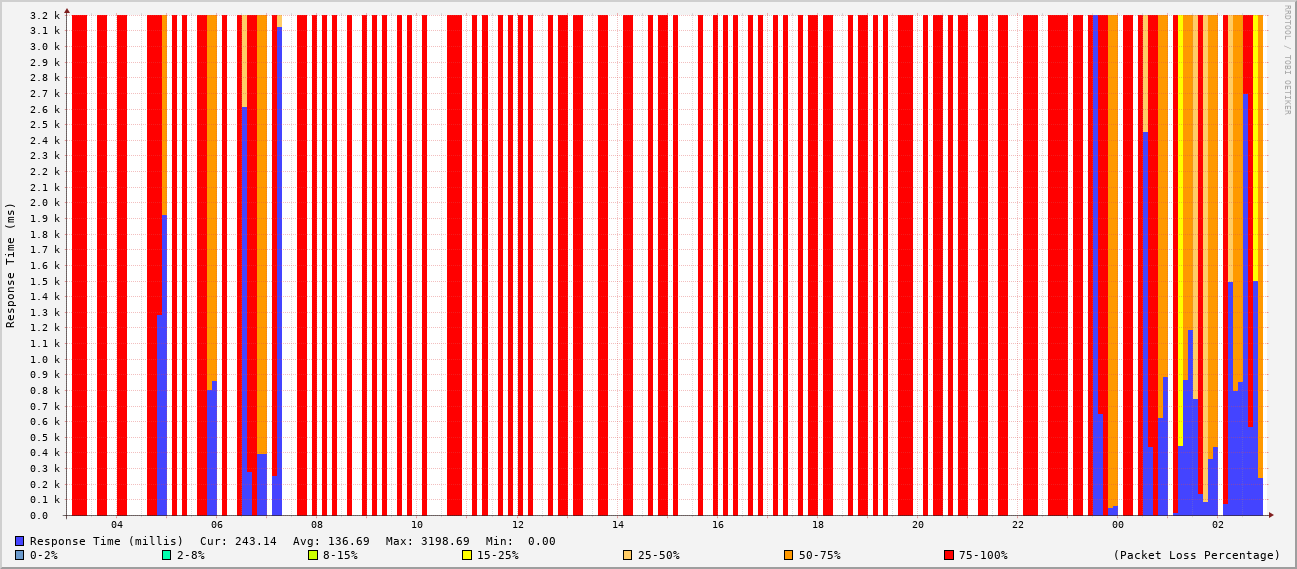 3.2 k
3.1 k
3.0 k
2.9 k
2.8 k
2.7 k
2.6 k
2.5 k
2.4 k
2.3 k
2.2 k
2.1 k
2.0 k
1.9 k
1.8 k
1.7 k
1.6 k
1.5 k
1.4 k
1.3 k
1.2 k
1.1 k
1.0 k
0.9 k
0.8 k
0.7 k
0.6 k
0.5 k
0.4 k
0.3 k
0.2 k
0.1 k
0.0
Response Time (ms)
RRDTOOL / TOBI OETIKER
04 06 08 10 12 14 16 18 20 22 00 02
Response Time (millis) Cur: 243.14 Avg: 136.69 Max: 3198.69 Min: 0.00
0-2% 2-8% 8-15% 15-25% 25-50% 50-75% 75-100% (Packet Loss Percentage)